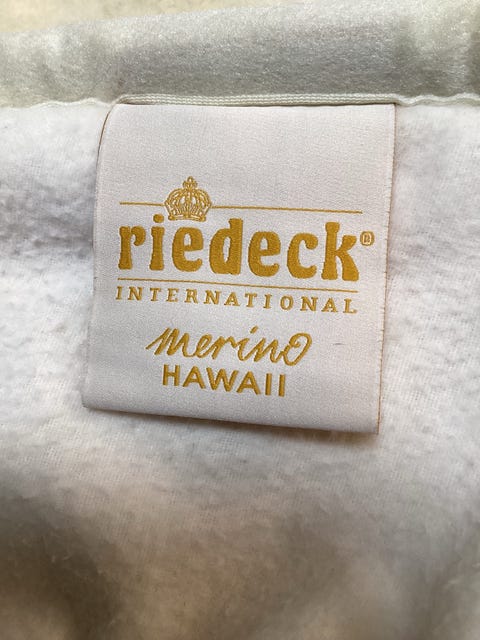 riedeck®
INTERNATIONAL
merino
HAWAII